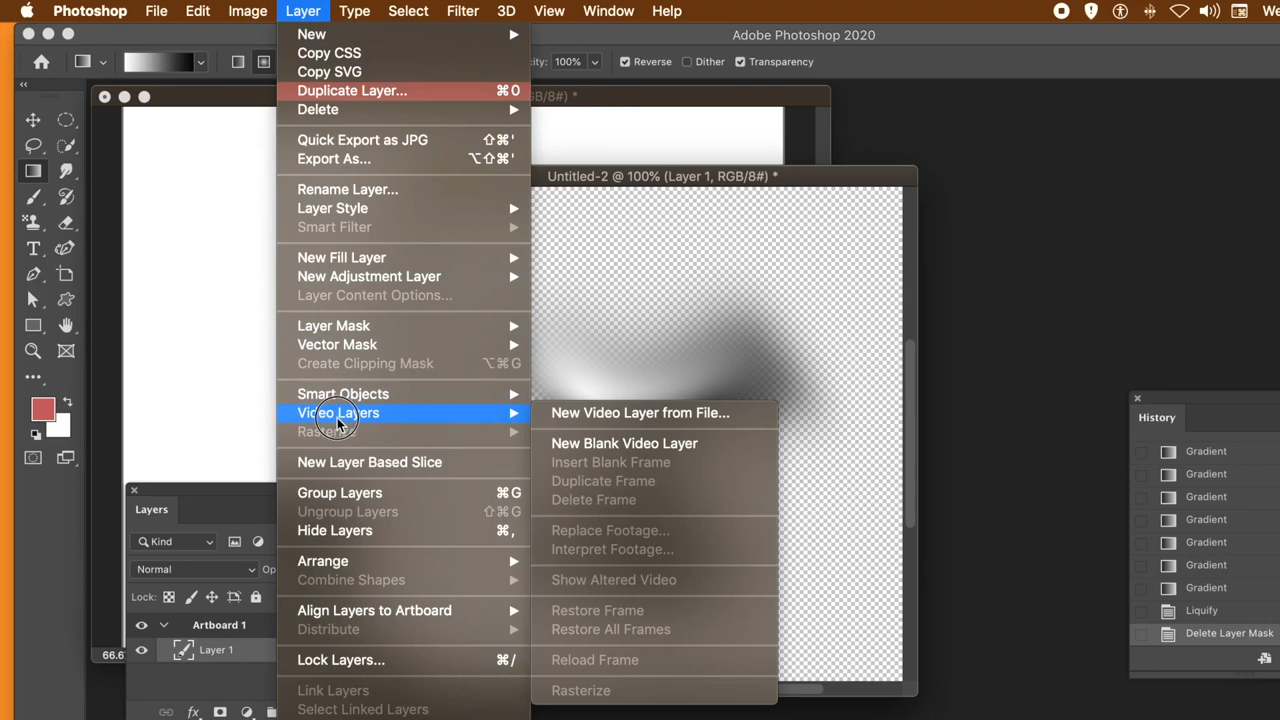 Photoshop File Edit Image Layer Type Select Filter 3D View Window Help We
Adobe Photoshop 2020
ity: 100% Reverse Dither Transparency
GB/8#) *
Untitled-2 @ 100% (Layer 1, RGB/8#) *
New
Copy CSS
Copy SVG
Duplicate Layer... ⌘0
Delete
Quick Export as JPG ⇧⌘'
Export As... ⌥⇧⌘'
Rename Layer...
Layer Style
Smart Filter
New Fill Layer
New Adjustment Layer
Layer Content Options...
Layer Mask
Vector Mask
Create Clipping Mask ⌥⌘G
Smart Objects
Video Layers
Rasterize
New Layer Based Slice
Group Layers ⌘G
Ungroup Layers ⇧⌘G
Hide Layers ⌘,
Arrange
Combine Shapes
Align Layers to Artboard
Distribute
Lock Layers... ⌘/
Link Layers
Select Linked Layers
New Video Layer from File...
New Blank Video Layer
Insert Blank Frame
Duplicate Frame
Delete Frame
Replace Footage...
Interpret Footage...
Show Altered Video
Restore Frame
Restore All Frames
Reload Frame
Rasterize
Layers
Kind
Normal Op
Lock:
Artboard 1
Layer 1
66.6
fx
History
Gradient
Gradient
Gradient
Gradient
Gradient
Gradient
Gradient
Liquify
Delete Layer Mask